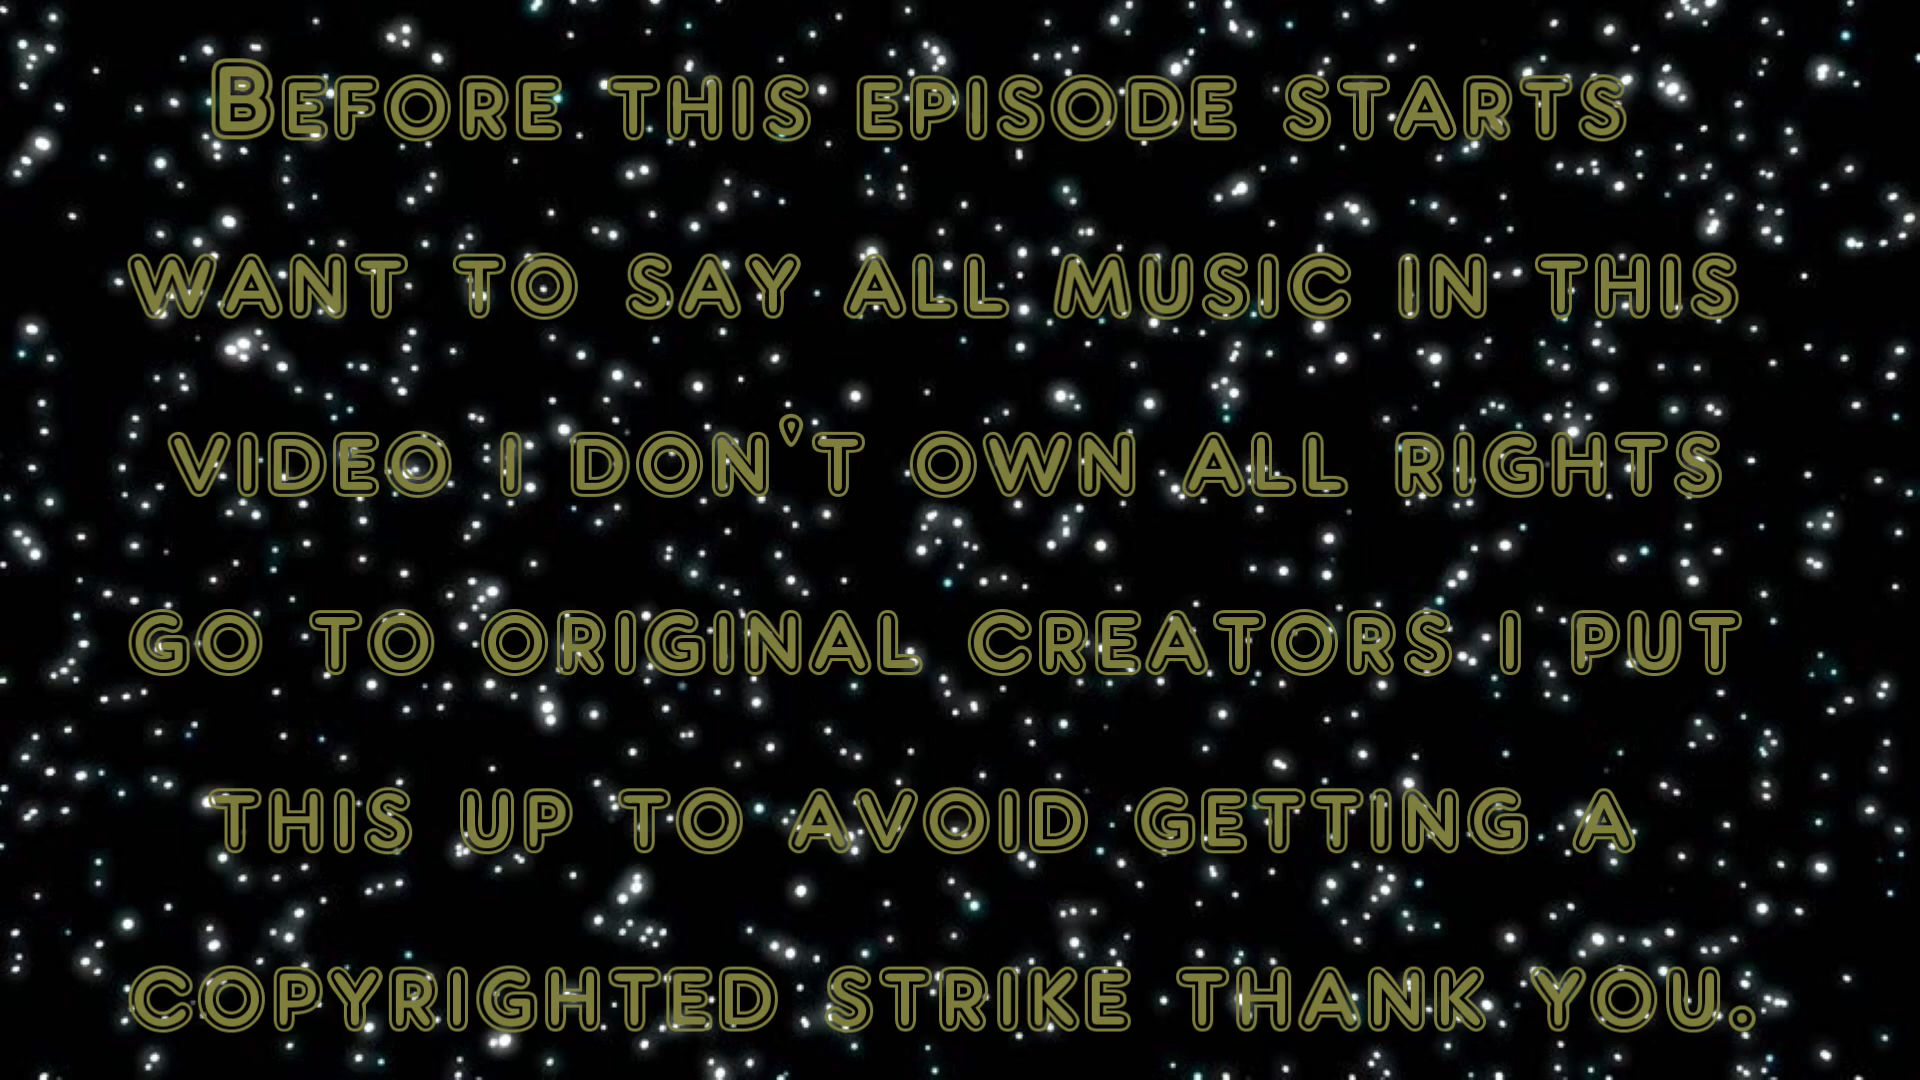 Before this episode starts
want to say all music in this
video i don't own all rights
go to original creators i put
this up to avoid getting a
copyrighted strike thank you.